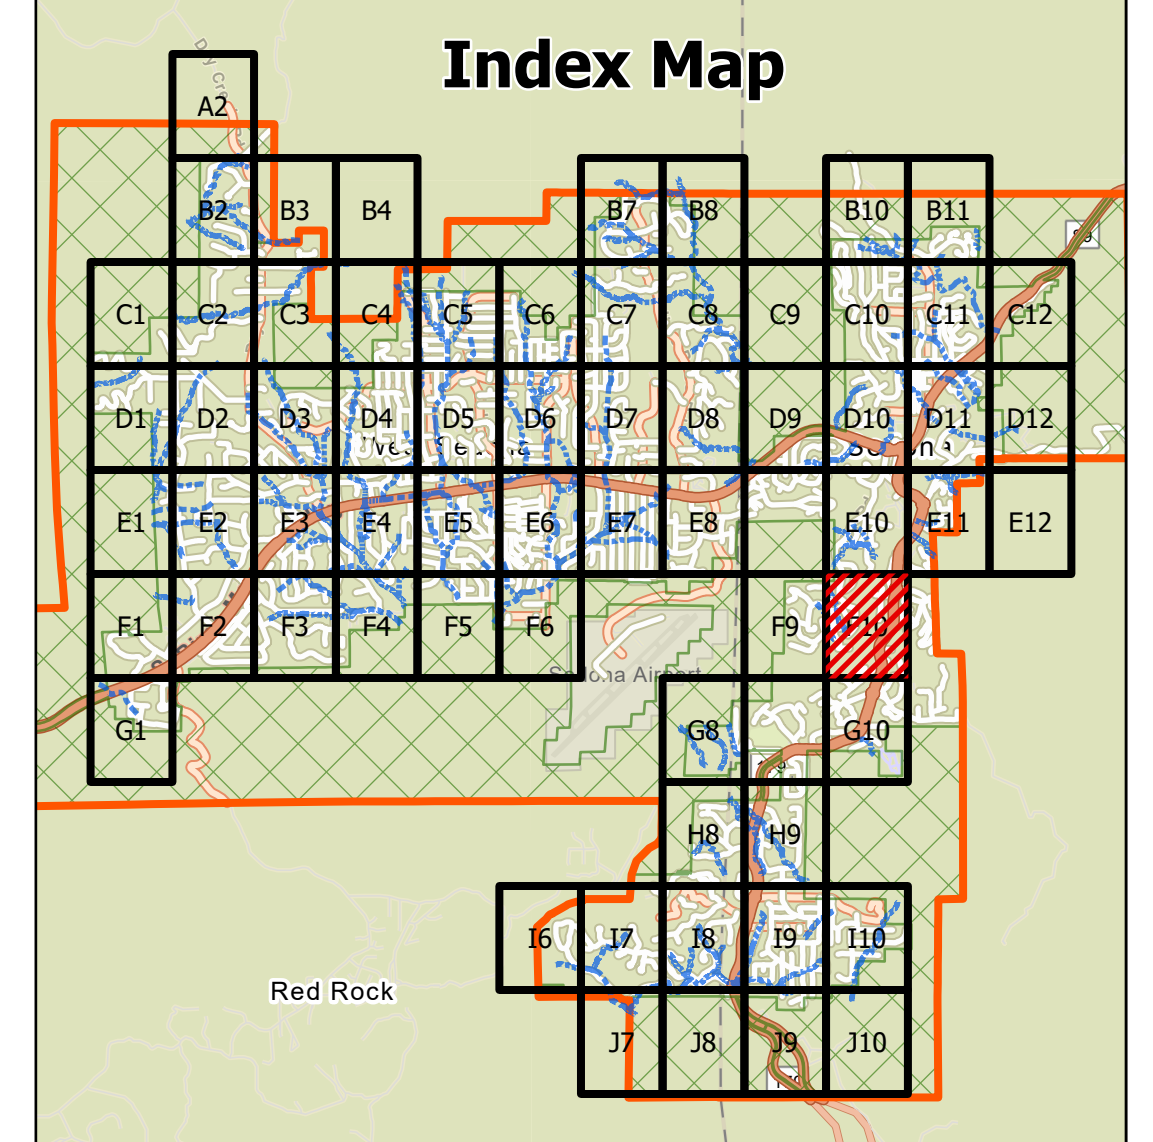 Index Map
A2
B2 B3 B4 B7 B8 B10 B11
89
C1 C2 C3 C4 C5 C6 C7 C8 C9 C10 C11 C12
D1 D2 D3 D4 D5 D6 D7 D8 D9 D10 D11 D12
E1 E2 E3 E4 E5 E6 E7 E8 E10 E11 E12
F1 F2 F3 F4 F5 F6 F9 F10
Sedona Airport
G1 G8 G10
H8 H9
I6 I7 I8 I9 I10
Red Rock
J7 J8 J9 J10